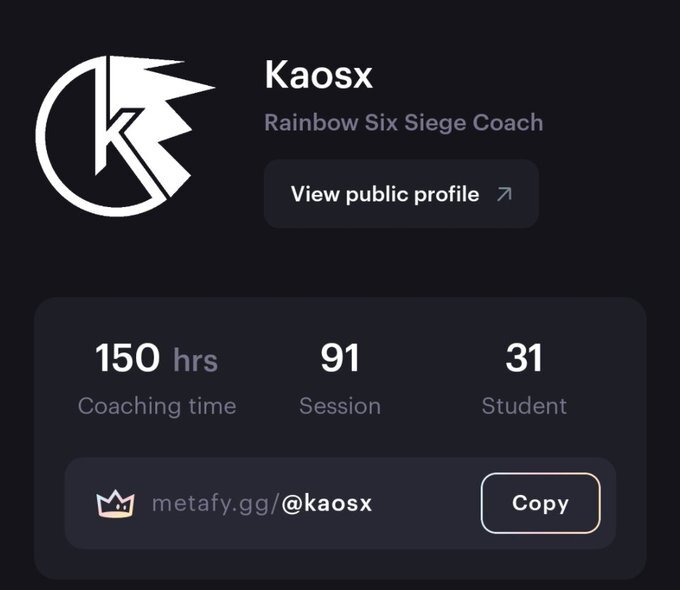 k
Kaosx
Rainbow Six Siege Coach
View public profile
150 hrs
91
31
Coaching time
Session
Student
metafy.gg/@kaosx
Copy